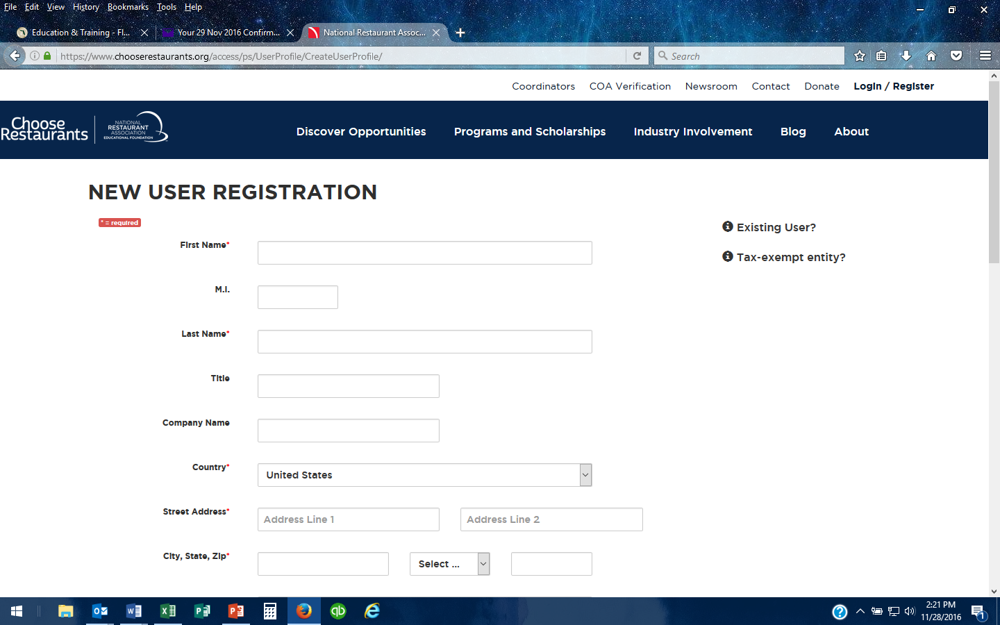 File Edit View History Bookmarks Tools Help
Education & Training - Fl...
Your 29 Nov 2016 Confirm...
National Restaurant Assoc...
https://www.chooserestaurants.org/access/ps/UserProfile/CreateUserProfile/
Search
Coordinators COA Verification Newsroom Contact Donate Login / Register
Choose
Restaurants
NATIONAL
RESTAURANT
ASSOCIATION
EDUCATIONAL FOUNDATION
Discover Opportunities Programs and Scholarships Industry Involvement Blog About
NEW USER REGISTRATION
* = required
Existing User?
Tax-exempt entity?
First Name*
M.I.
Last Name*
Title
Company Name
Country*
United States
Street Address*
Address Line 1
Address Line 2
City, State, Zip*
Select ...
2:21 PM
11/28/2016
1